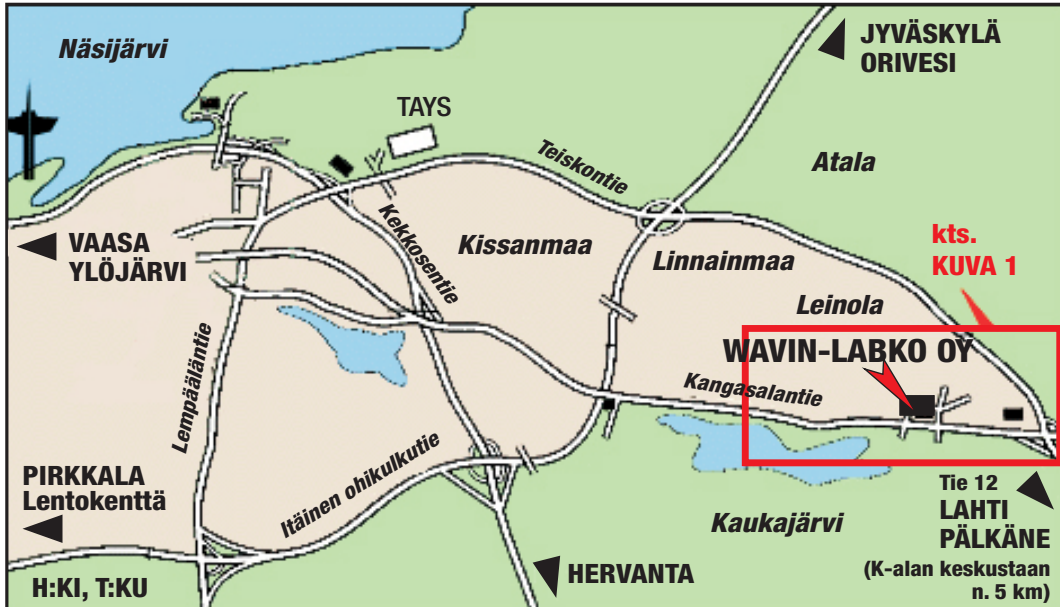 Näsijärvi
JYVÄSKYLÄ
ORIVESI
TAYS
Teiskontie
Atala
Kekkosentie
Kissanmaa
Linnainmaa
kts.
KUVA 1
VAASA
YLÖJÄRVI
Leinola
WAVIN-LABKO OY
Lempääläntie
Kangasalantie
Itäinen ohikulkutie
PIRKKALA
Lentokenttä
Kaukajärvi
Tie 12
LAHTI
PÄLKÄNE
(K-alan keskustaan
n. 5 km)
HERVANTA
H:KI, T:KU